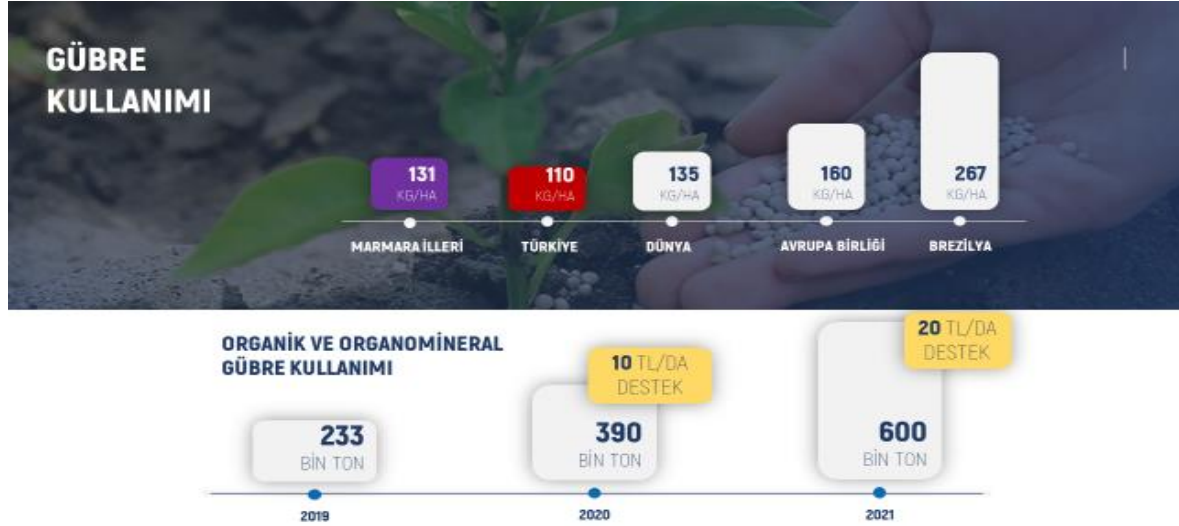 GÜBRE
KULLANIMI
131
KG/HA
110
KG/HA
135
KG/HA
160
KG/HA
267
KG/HA
MARMARA İLLERİ
TÜRKİYE
DÜNYA
AVRUPA BİRLİĞİ
BREZİLYA
ORGANİK VE ORGANOMİNERAL
GÜBRE KULLANIMI
10 TL/DA
DESTEK
20 TL/DA
DESTEK
233
BİN TON
390
BİN TON
600
BİN TON
2019
2020
2021